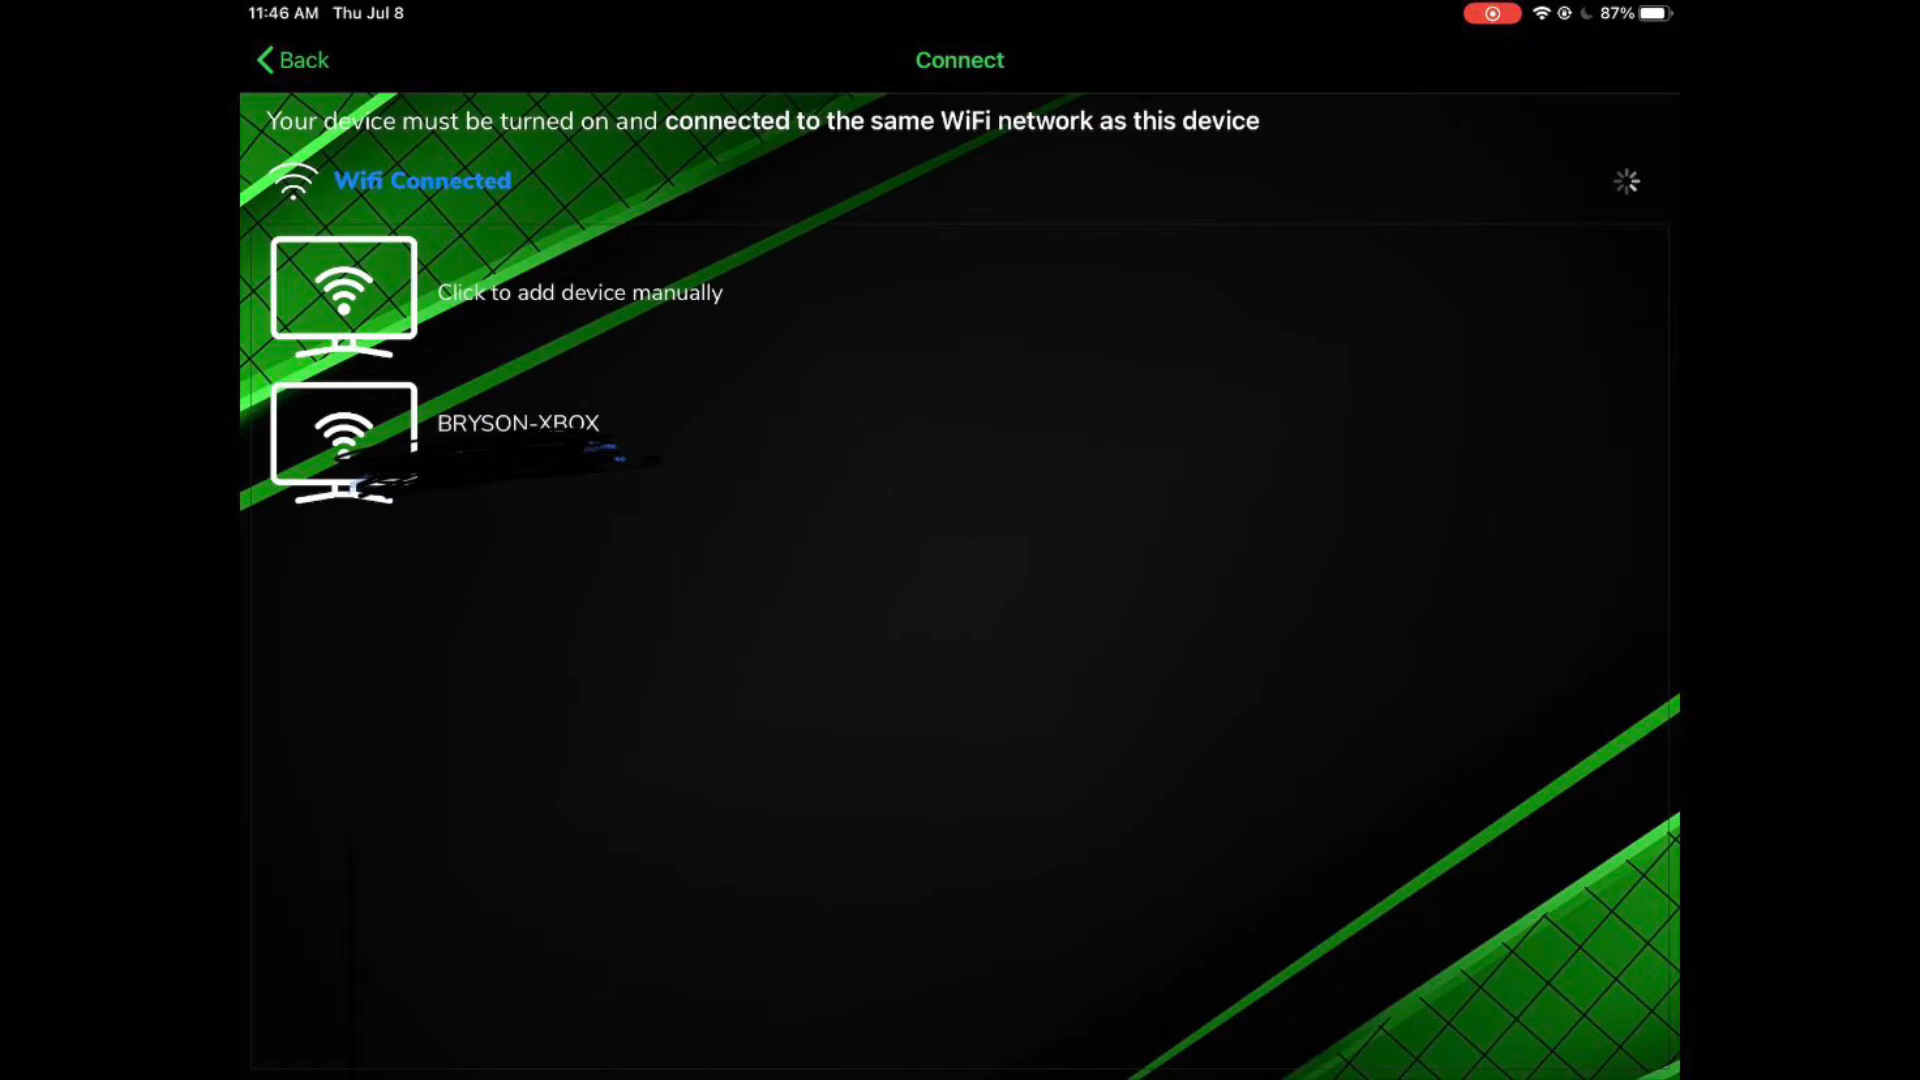 11:46 AM Thu Jul 8 87%
Back Connect
Your device must be turned on and connected to the same WiFi network as this device
Wifi Connected
Click to add device manually
BRYSON-XBOX